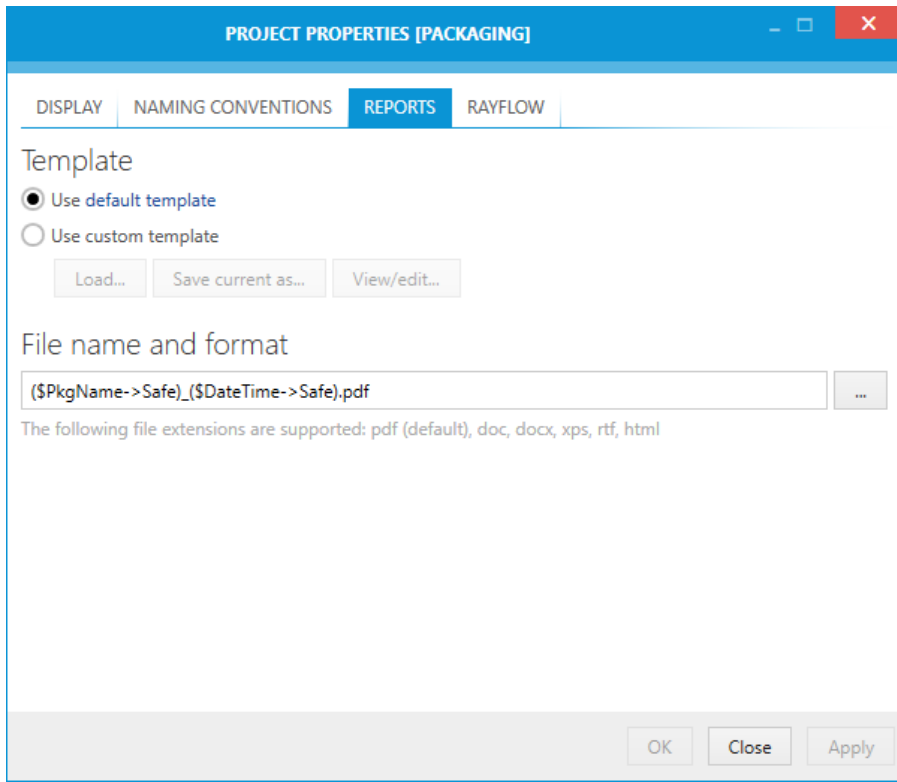 PROJECT PROPERTIES [PACKAGING]
DISPLAY NAMING CONVENTIONS REPORTS RAYFLOW
Template
Use default template
Use custom template
Load... Save current as... View/edit...
File name and format
($PkgName->Safe)_($DateTime->Safe).pdf ...
The following file extensions are supported: pdf (default), doc, docx, xps, rtf, html
OK Close Apply